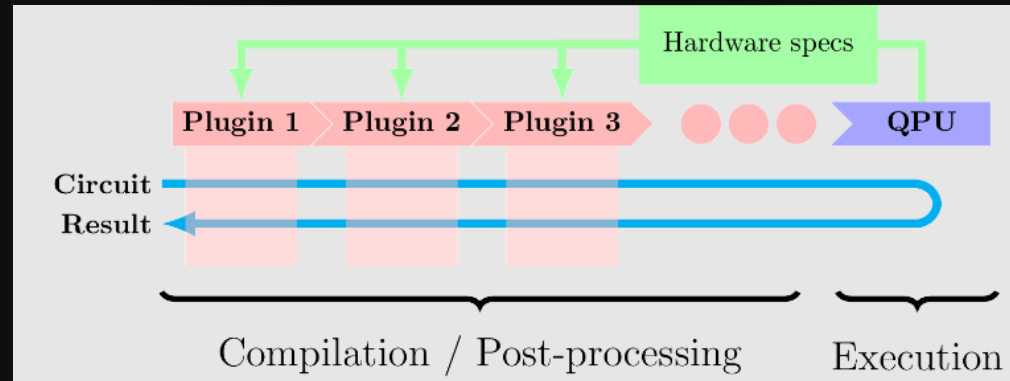 Hardware specs
Plugin 1 Plugin 2 Plugin 3 QPU
Circuit
Result
Compilation / Post-processing Execution